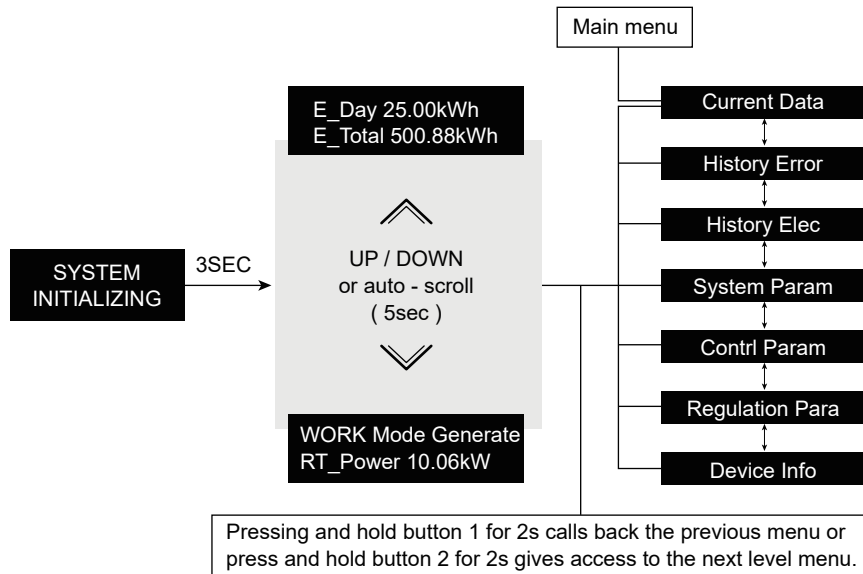 Main menu
E_Day 25.00kWh
E_Total 500.88kWh
SYSTEM
INITIALIZING
3SEC
UP / DOWN
or auto - scroll
( 5sec )
WORK Mode Generate
RT_Power 10.06kW
Current Data
History Error
History Elec
System Param
Contrl Param
Regulation Para
Device Info
Pressing and hold button 1 for 2s calls back the previous menu or
press and hold button 2 for 2s gives access to the next level menu.